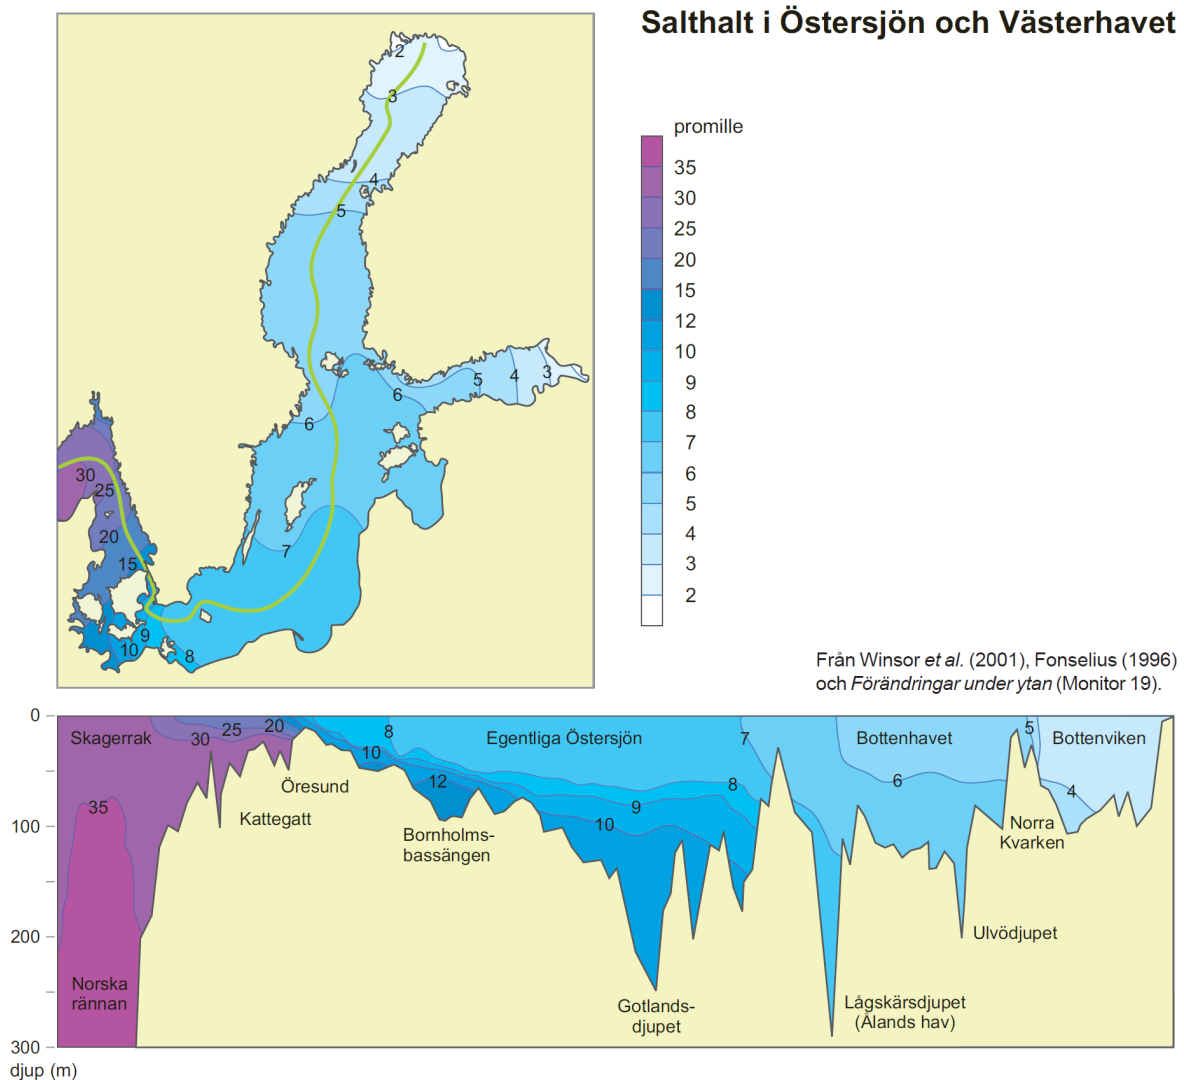 Salthalt i Östersjön och Västerhavet
promille
35
30
25
20
15
12
10
9
8
7
6
5
4
3
2
2
3
4
5
6
6
5
4
3
30
25
20
15
7
9
10
8
Från Winsor et al. (2001), Fonselius (1996)
och Förändringar under ytan (Monitor 19).
0
100
200
300
djup (m)
Skagerrak
30
25
20
8
Egentliga Östersjön
7
Bottenhavet
5
Bottenviken
10
12
8
6
4
35
Öresund
9
10
Kattegatt
Bornholms-
bassängen
Norra
Kvarken
Ulvödjupet
Norska
rännan
Gotlands-
djupet
Lågskärsdjupet
(Ålands hav)